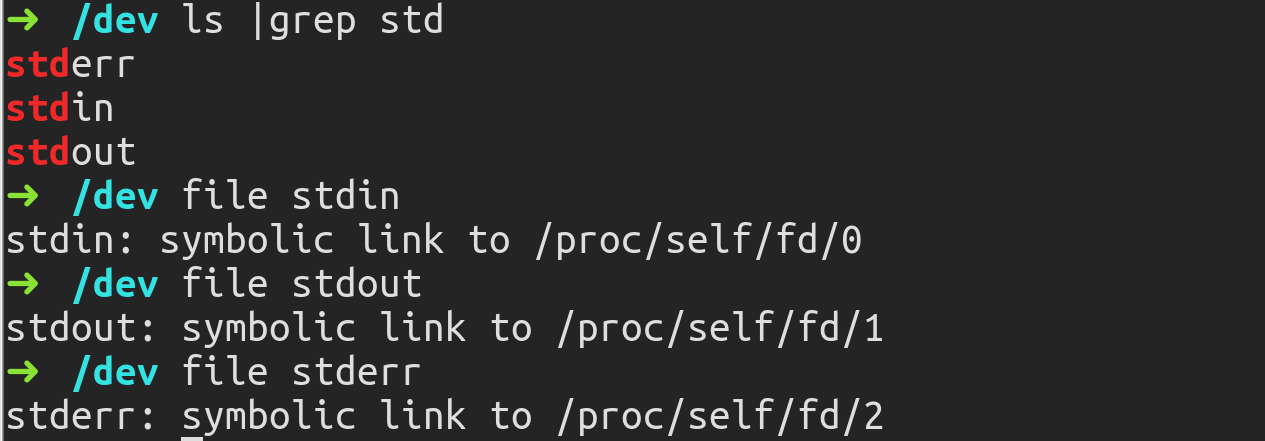 ➜ /dev ls |grep std
stderr
stdin
stdout
➜ /dev file stdin
stdin: symbolic link to /proc/self/fd/0
➜ /dev file stdout
stdout: symbolic link to /proc/self/fd/1
➜ /dev file stderr
stderr: symbolic link to /proc/self/fd/2